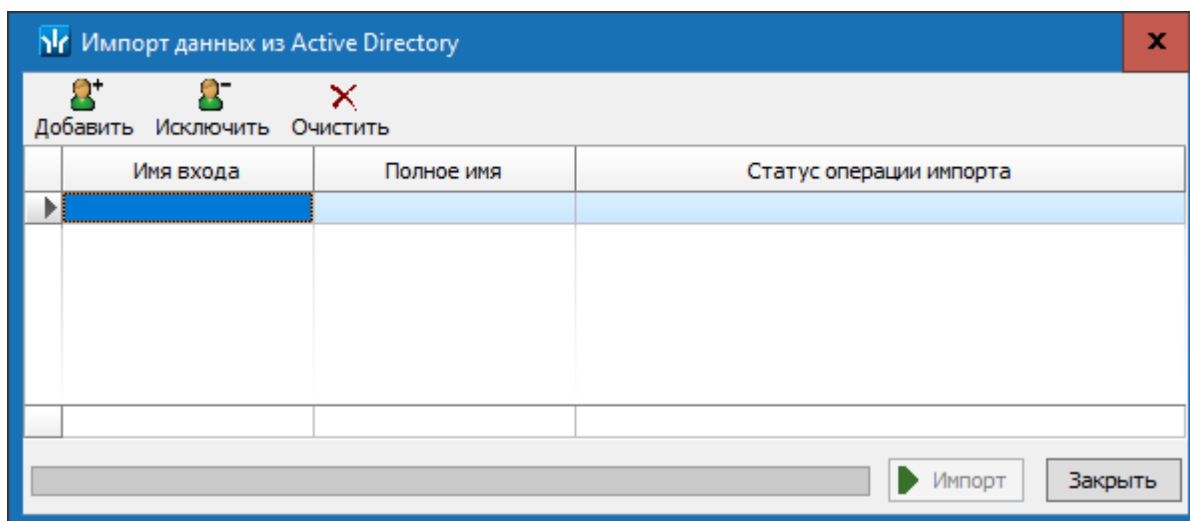 Импорт данных из Active Directory
Добавить Исключить Очистить
Имя входа Полное имя Статус операции импорта
Импорт Закрыть